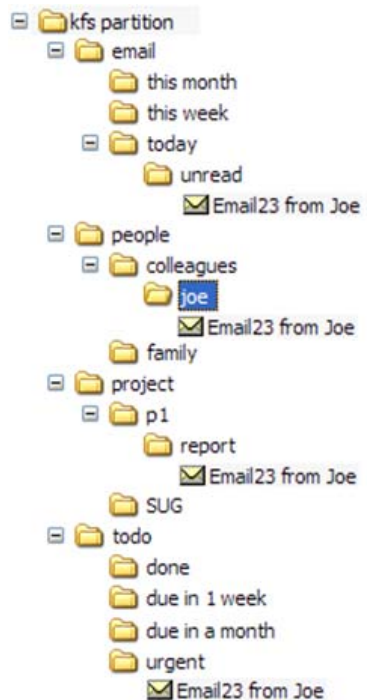 kfs partition
email
this month
this week
today
unread
Email23 from Joe
people
colleagues
joe
Email23 from Joe
family
project
p1
report
Email23 from Joe
SUG
todo
done
due in 1 week
due in a month
urgent
Email23 from Joe